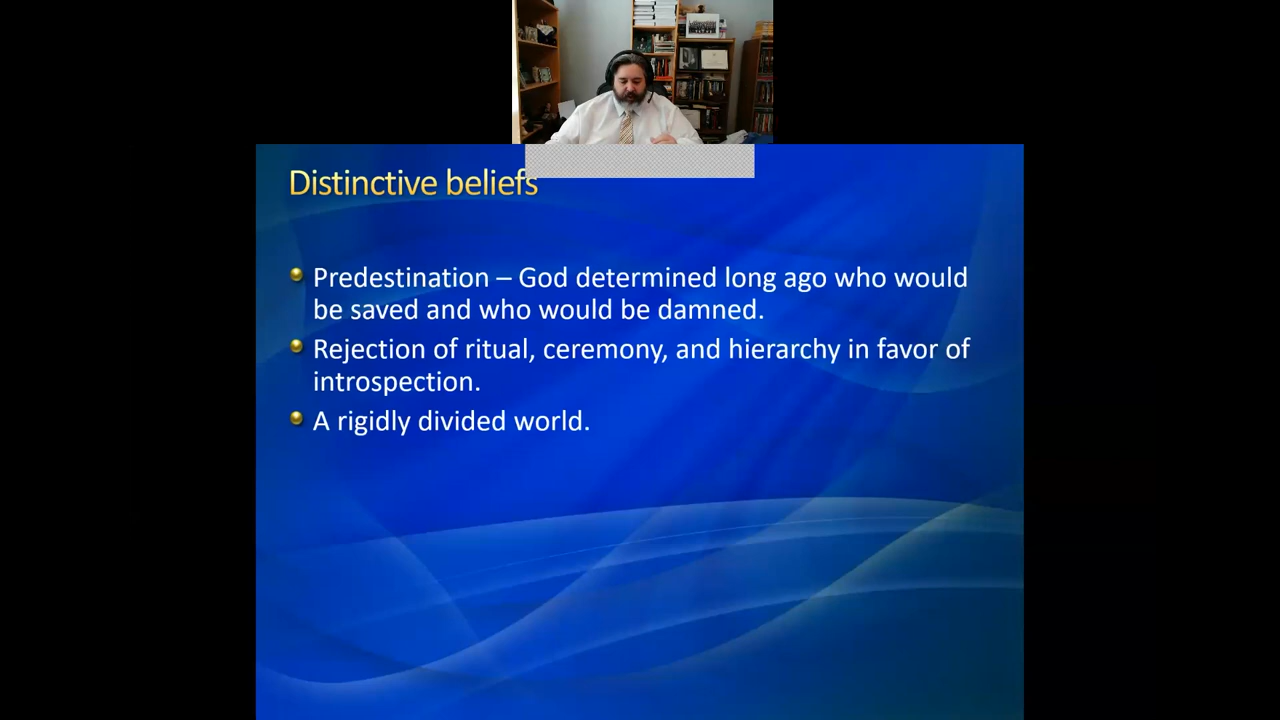 Distinctive beliefs
Predestination – God determined long ago who would
be saved and who would be damned.
Rejection of ritual, ceremony, and hierarchy in favor of
introspection.
A rigidly divided world.